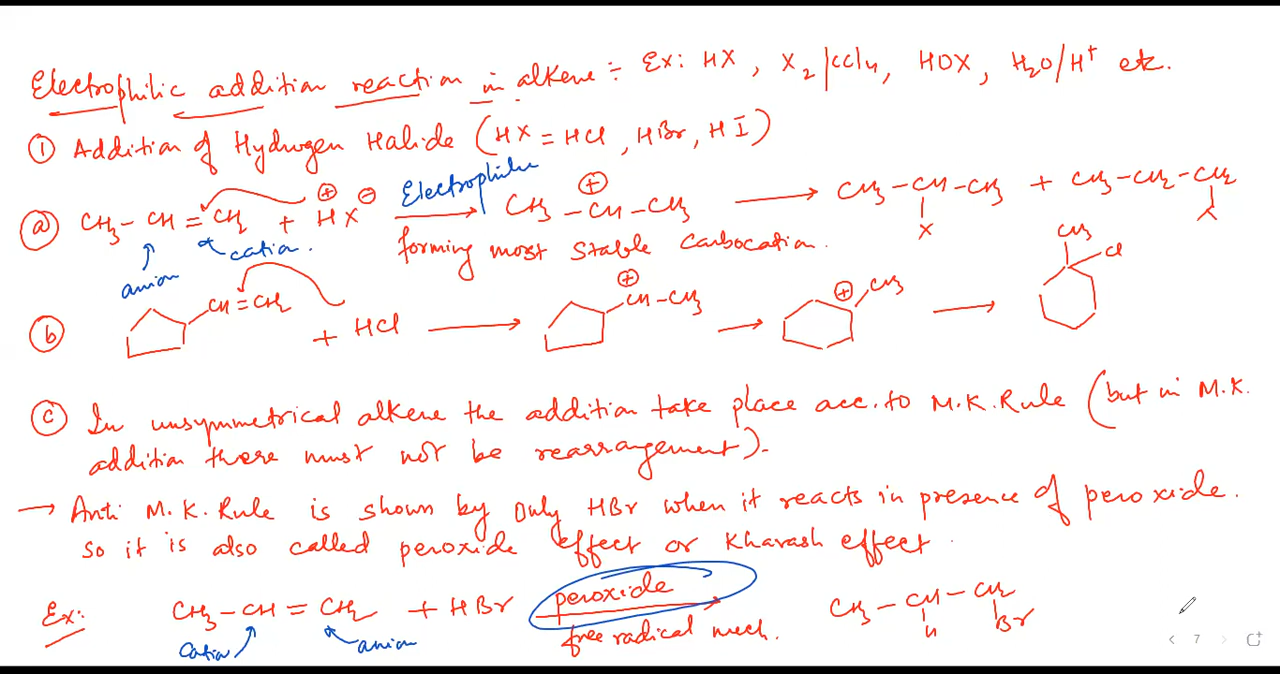 Electrophilic addition reaction in alkene ÷ Ex: HX, X2/CCl4, HOX, H2O/H+ etc.
① Addition of Hydrogen Halide (HX = HCl, HBr, HI)
ⓐ CH3-CH=CH2 + H⊕X⊖ Electrophile CH3-CH⊕-CH3 → CH3-CH-CH3 + CH3-CH2-CH2
anion cation. forming most stable Carbocation. X X
ⓑ CH=CH2 + HCl → ⊕ CH-CH3 → ⊕ CH3 → CH3 Cl
ⓒ In unsymmetrical alkene the addition take place acc. to M.K. Rule (but in M.K.
addition there must not be rearrangement).
→ Anti M.K. Rule is shown by only HBr when it reacts in presence of peroxide.
so it is also called peroxide effect or Kharash effect.
Ex: CH3-CH=CH2 + HBr peroxide CH3-CH-CH2
Cation anion free radical mech. H Br
< 7 >